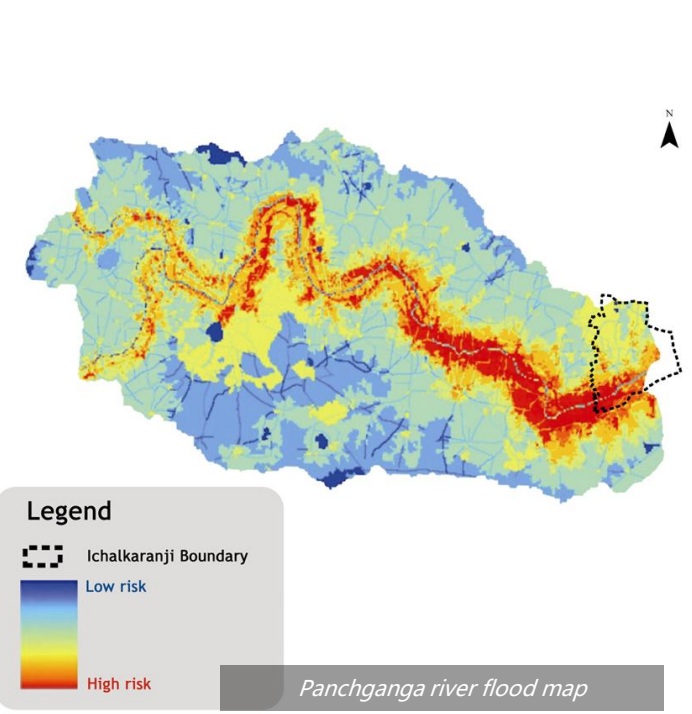 N
Legend
Ichalkaranji Boundary
Low risk
High risk
Panchganga river flood map